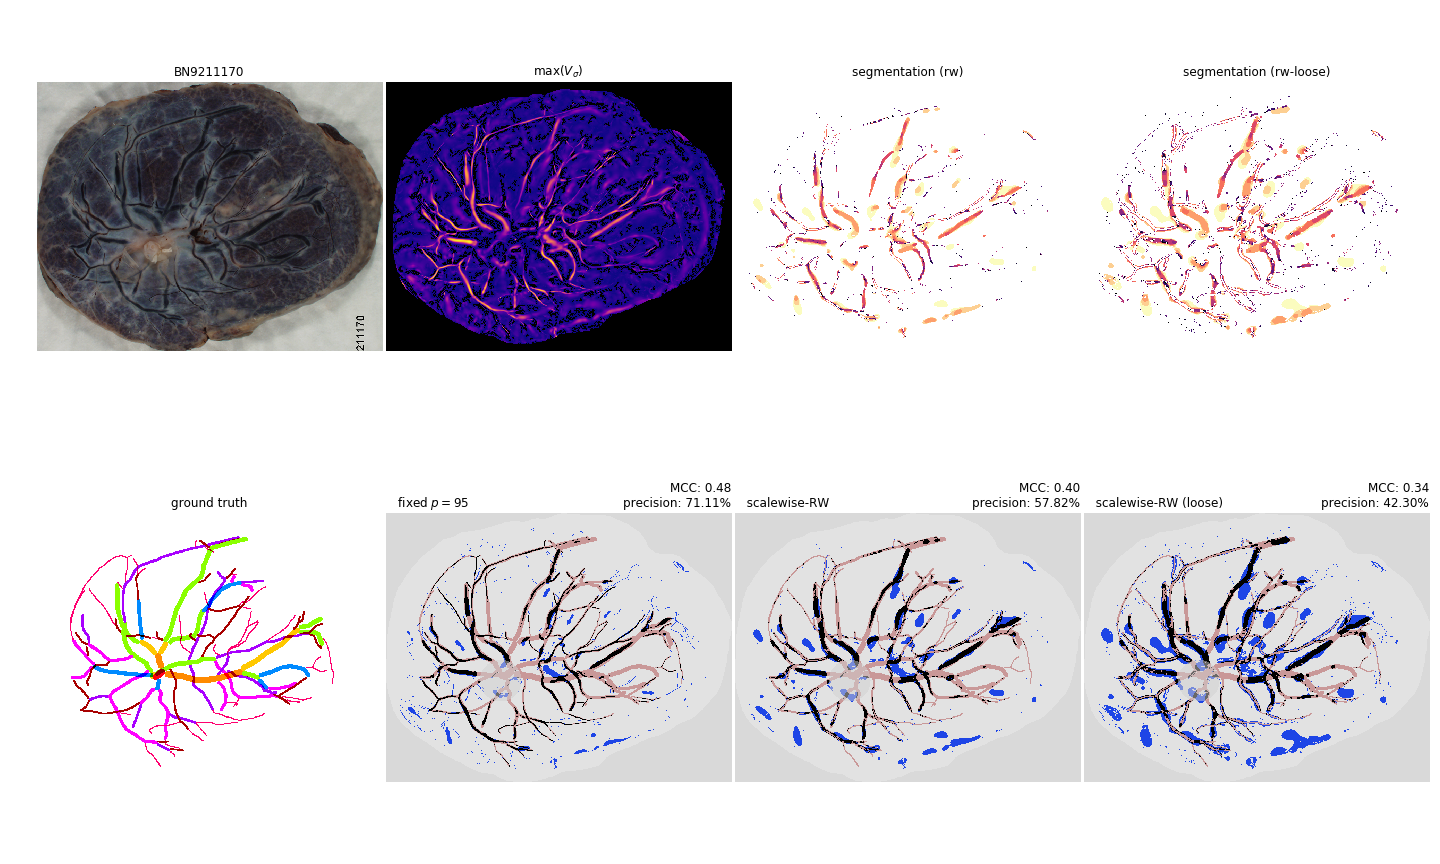 BN9211170
max(Vσ)
segmentation (rw)
segmentation (rw-loose)
211170
ground truth
fixed p = 95
MCC: 0.48
precision: 71.11%
scalewise-RW
MCC: 0.40
precision: 57.82%
scalewise-RW (loose)
MCC: 0.34
precision: 42.30%